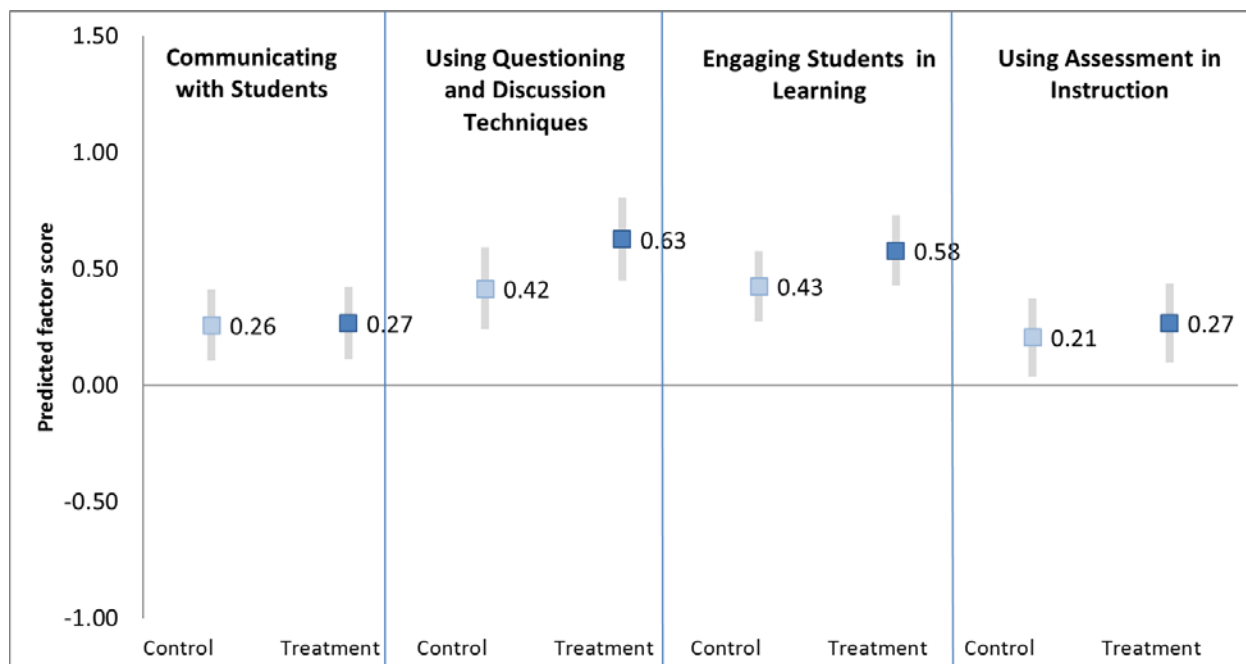 1.50
1.00
0.50
0.00
-0.50
-1.00
Predicted factor score
Communicating
with Students
Using Questioning
and Discussion
Techniques
Engaging Students in
Learning
Using Assessment in
Instruction
0.26
0.27
0.42
0.63
0.43
0.58
0.21
0.27
Control
Treatment
Control
Treatment
Control
Treatment
Control
Treatment